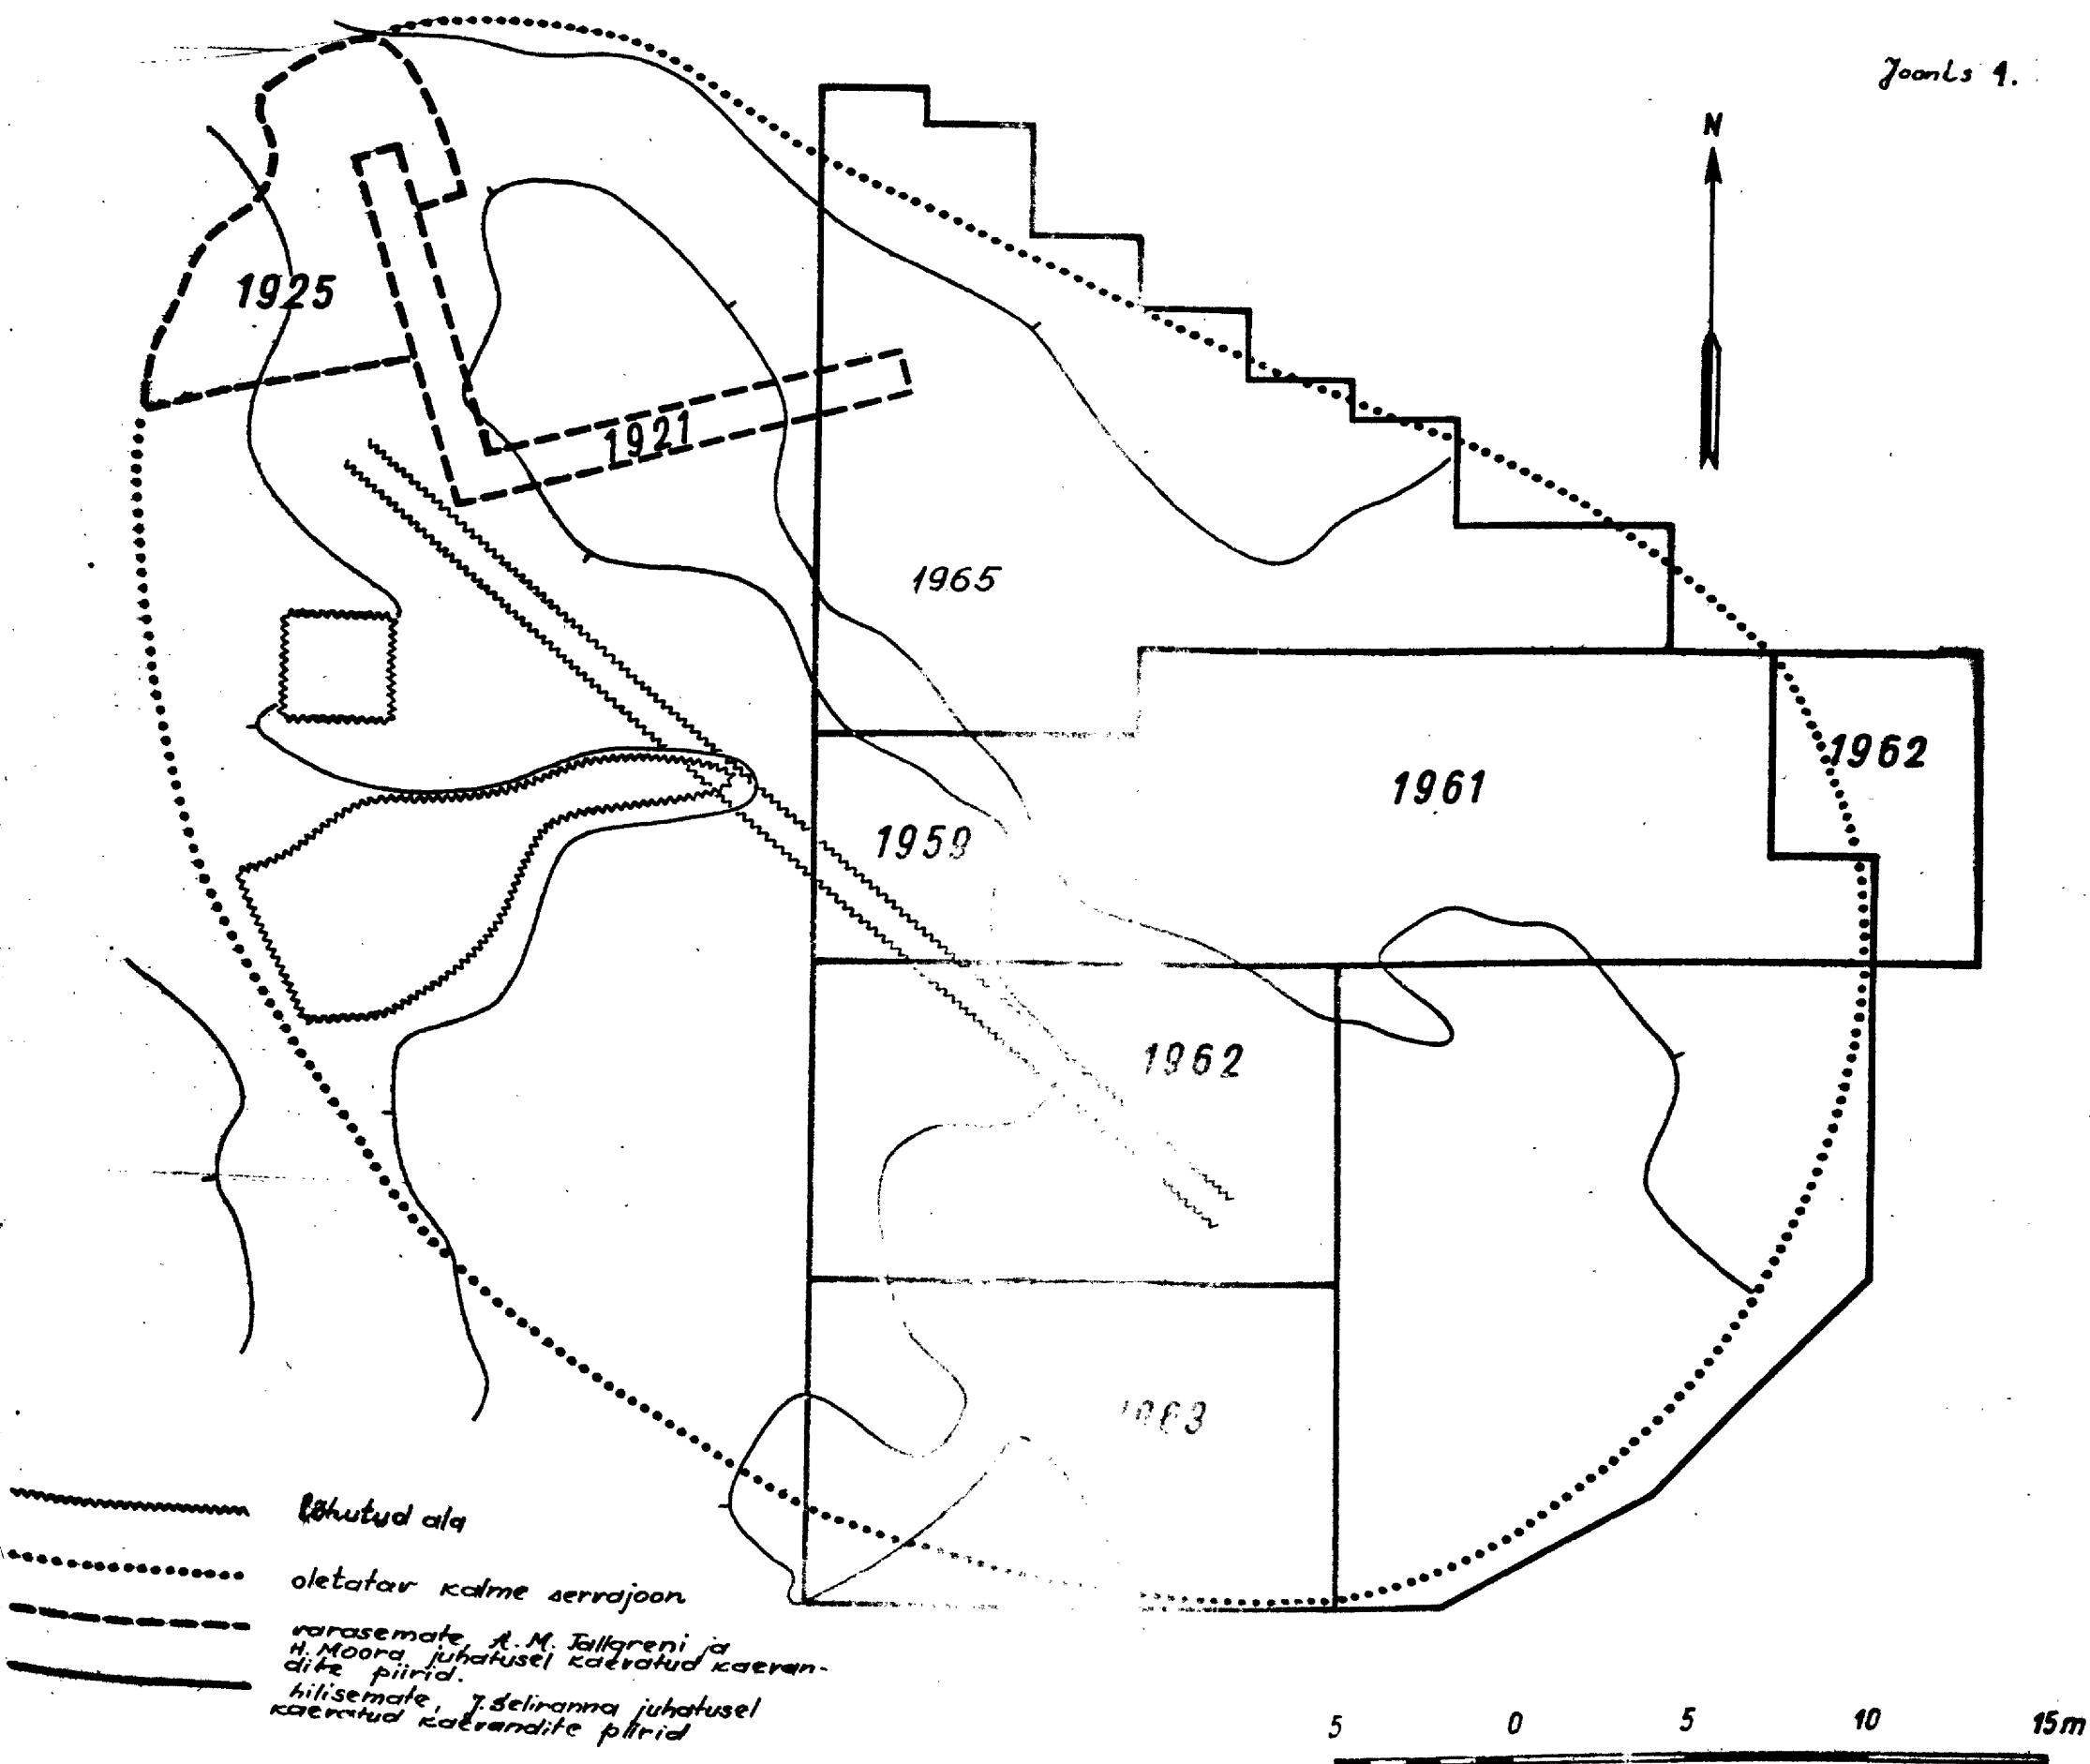 Joonis 1.
N
1925
1921
1965
1962
1961
1959
1962
1963
lõhutud ala
oletatav kalme serrajoon
varasemate, A. M. Tallgreni ja
H. Moora juhatusel kaevatud kaevan-
dite piirid.
hilisemate, J. Seliranna juhatusel
kaevatud kaevandite piirid
5 0 5 10 15m